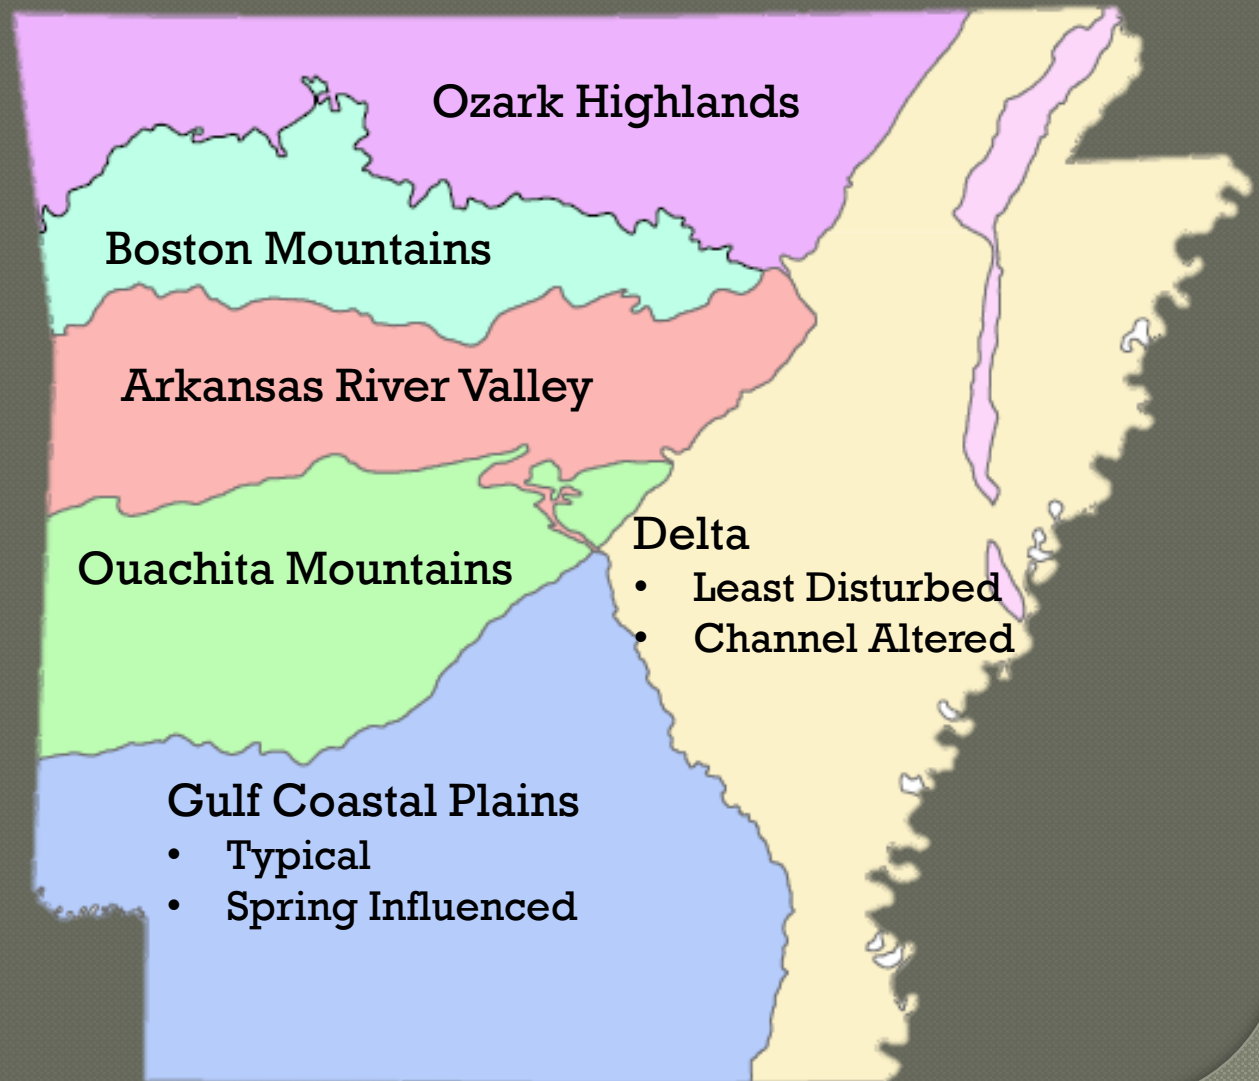 Ozark Highlands
Boston Mountains
Arkansas River Valley
Ouachita Mountains
Delta
• Least Disturbed
• Channel Altered
Gulf Coastal Plains
• Typical
• Spring Influenced